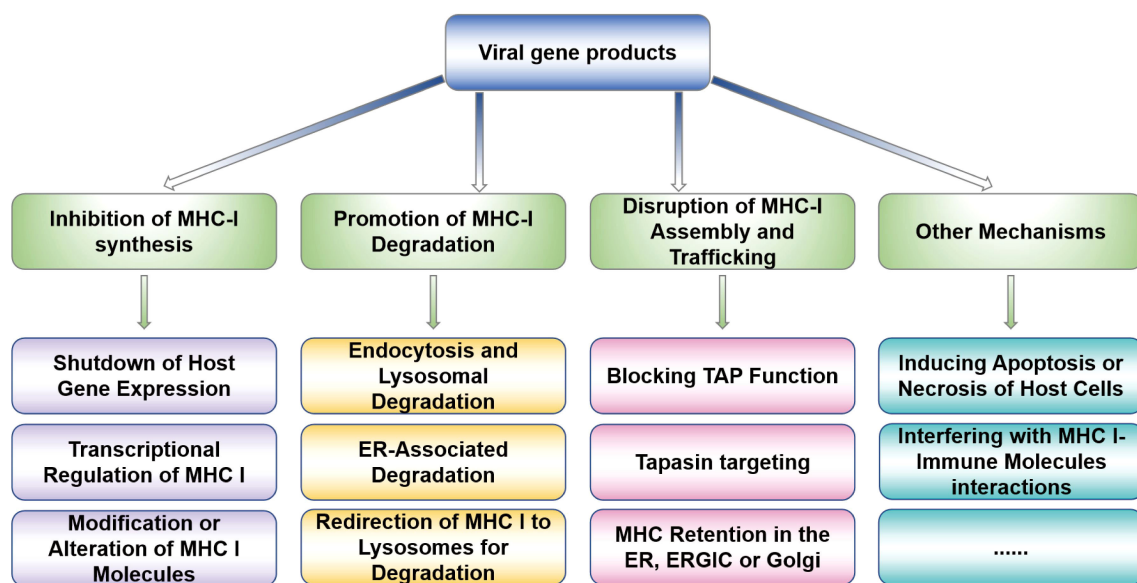 Viral gene products
Inhibition of MHC-I
synthesis
Promotion of MHC-I
Degradation
Disruption of MHC-I
Assembly and
Trafficking
Other Mechanisms
Shutdown of Host
Gene Expression
Endocytosis and
Lysosomal
Degradation
Blocking TAP Function
Inducing Apoptosis or
Necrosis of Host Cells
Transcriptional
Regulation of MHC I
ER-Associated
Degradation
Tapasin targeting
Interfering with MHC I-
Immune Molecules
interactions
Modification or
Alteration of MHC I
Molecules
Redirection of MHC I to
Lysosomes for
Degradation
MHC Retention in the
ER, ERGIC or Golgi
......